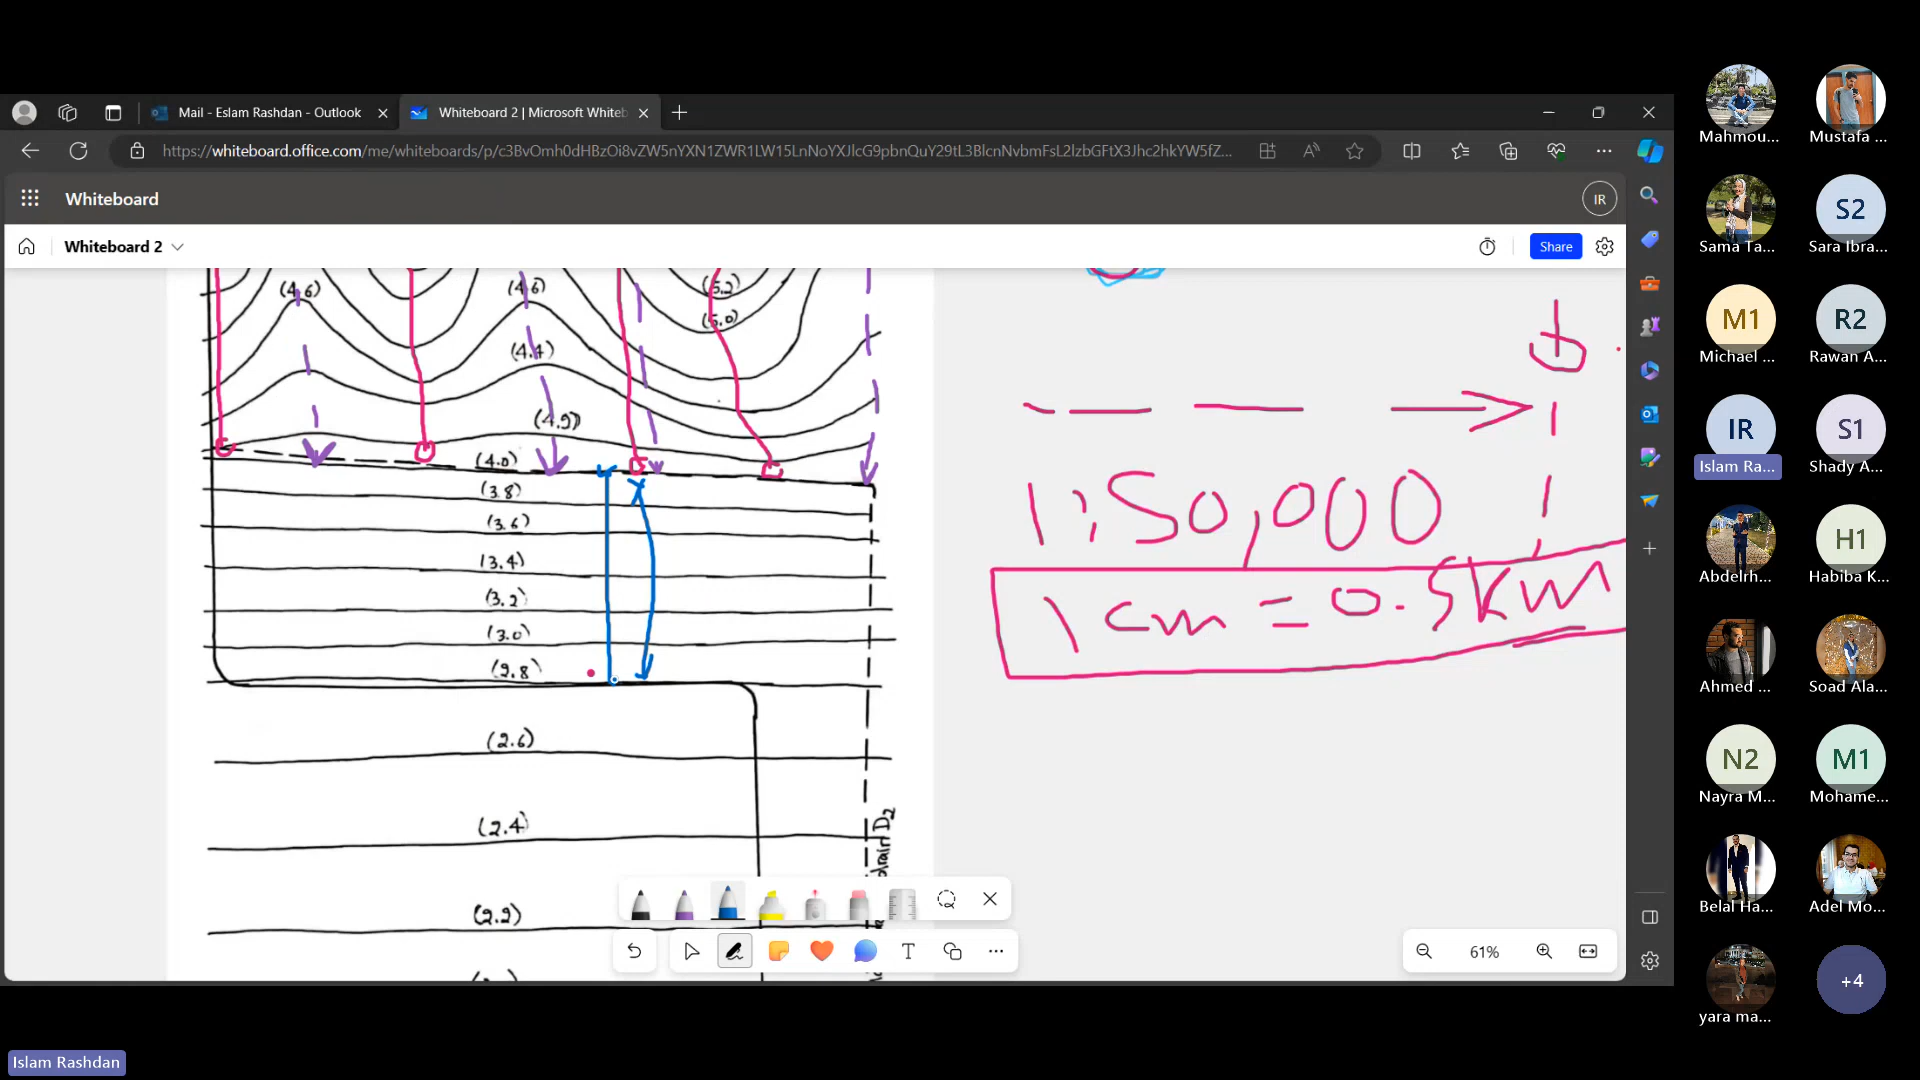 Mail - Eslam Rashdan - Outlook
Whiteboard 2 | Microsoft Whiteb
https://whiteboard.office.com/me/whiteboards/p/c3BvOmh0dHBzOi8vZW5nYXN1ZWR1LW15LnNoYXJlcG9pbnQuY29tL3BlcnNvbmFsL2lzbGFtX3Jhc2hkYW5fZ...
Whiteboard
IR
Whiteboard 2
Share
(4.6)
(4.6)
(5.2)
(5.0)
(4.4)
(4.2)
(4.0)
(3.8)
(3.6)
(3.4)
(3.2)
(3.0)
(2.8)
(2.6)
(2.4)
(2.2)
drain D2
1:50,000
1 cm = 0.5 km
61%
Mahmou...
Mustafa ...
Sama Ta...
S2
Sara Ibra...
M1
Michael ...
R2
Rawan A...
IR
Islam Ra...
S1
Shady A...
Abdelrh...
H1
Habiba K...
Ahmed ...
Soad Ala...
N2
Nayra M...
M1
Mohame...
Belal Ha...
Adel Mo...
yara ma...
+4
Islam Rashdan